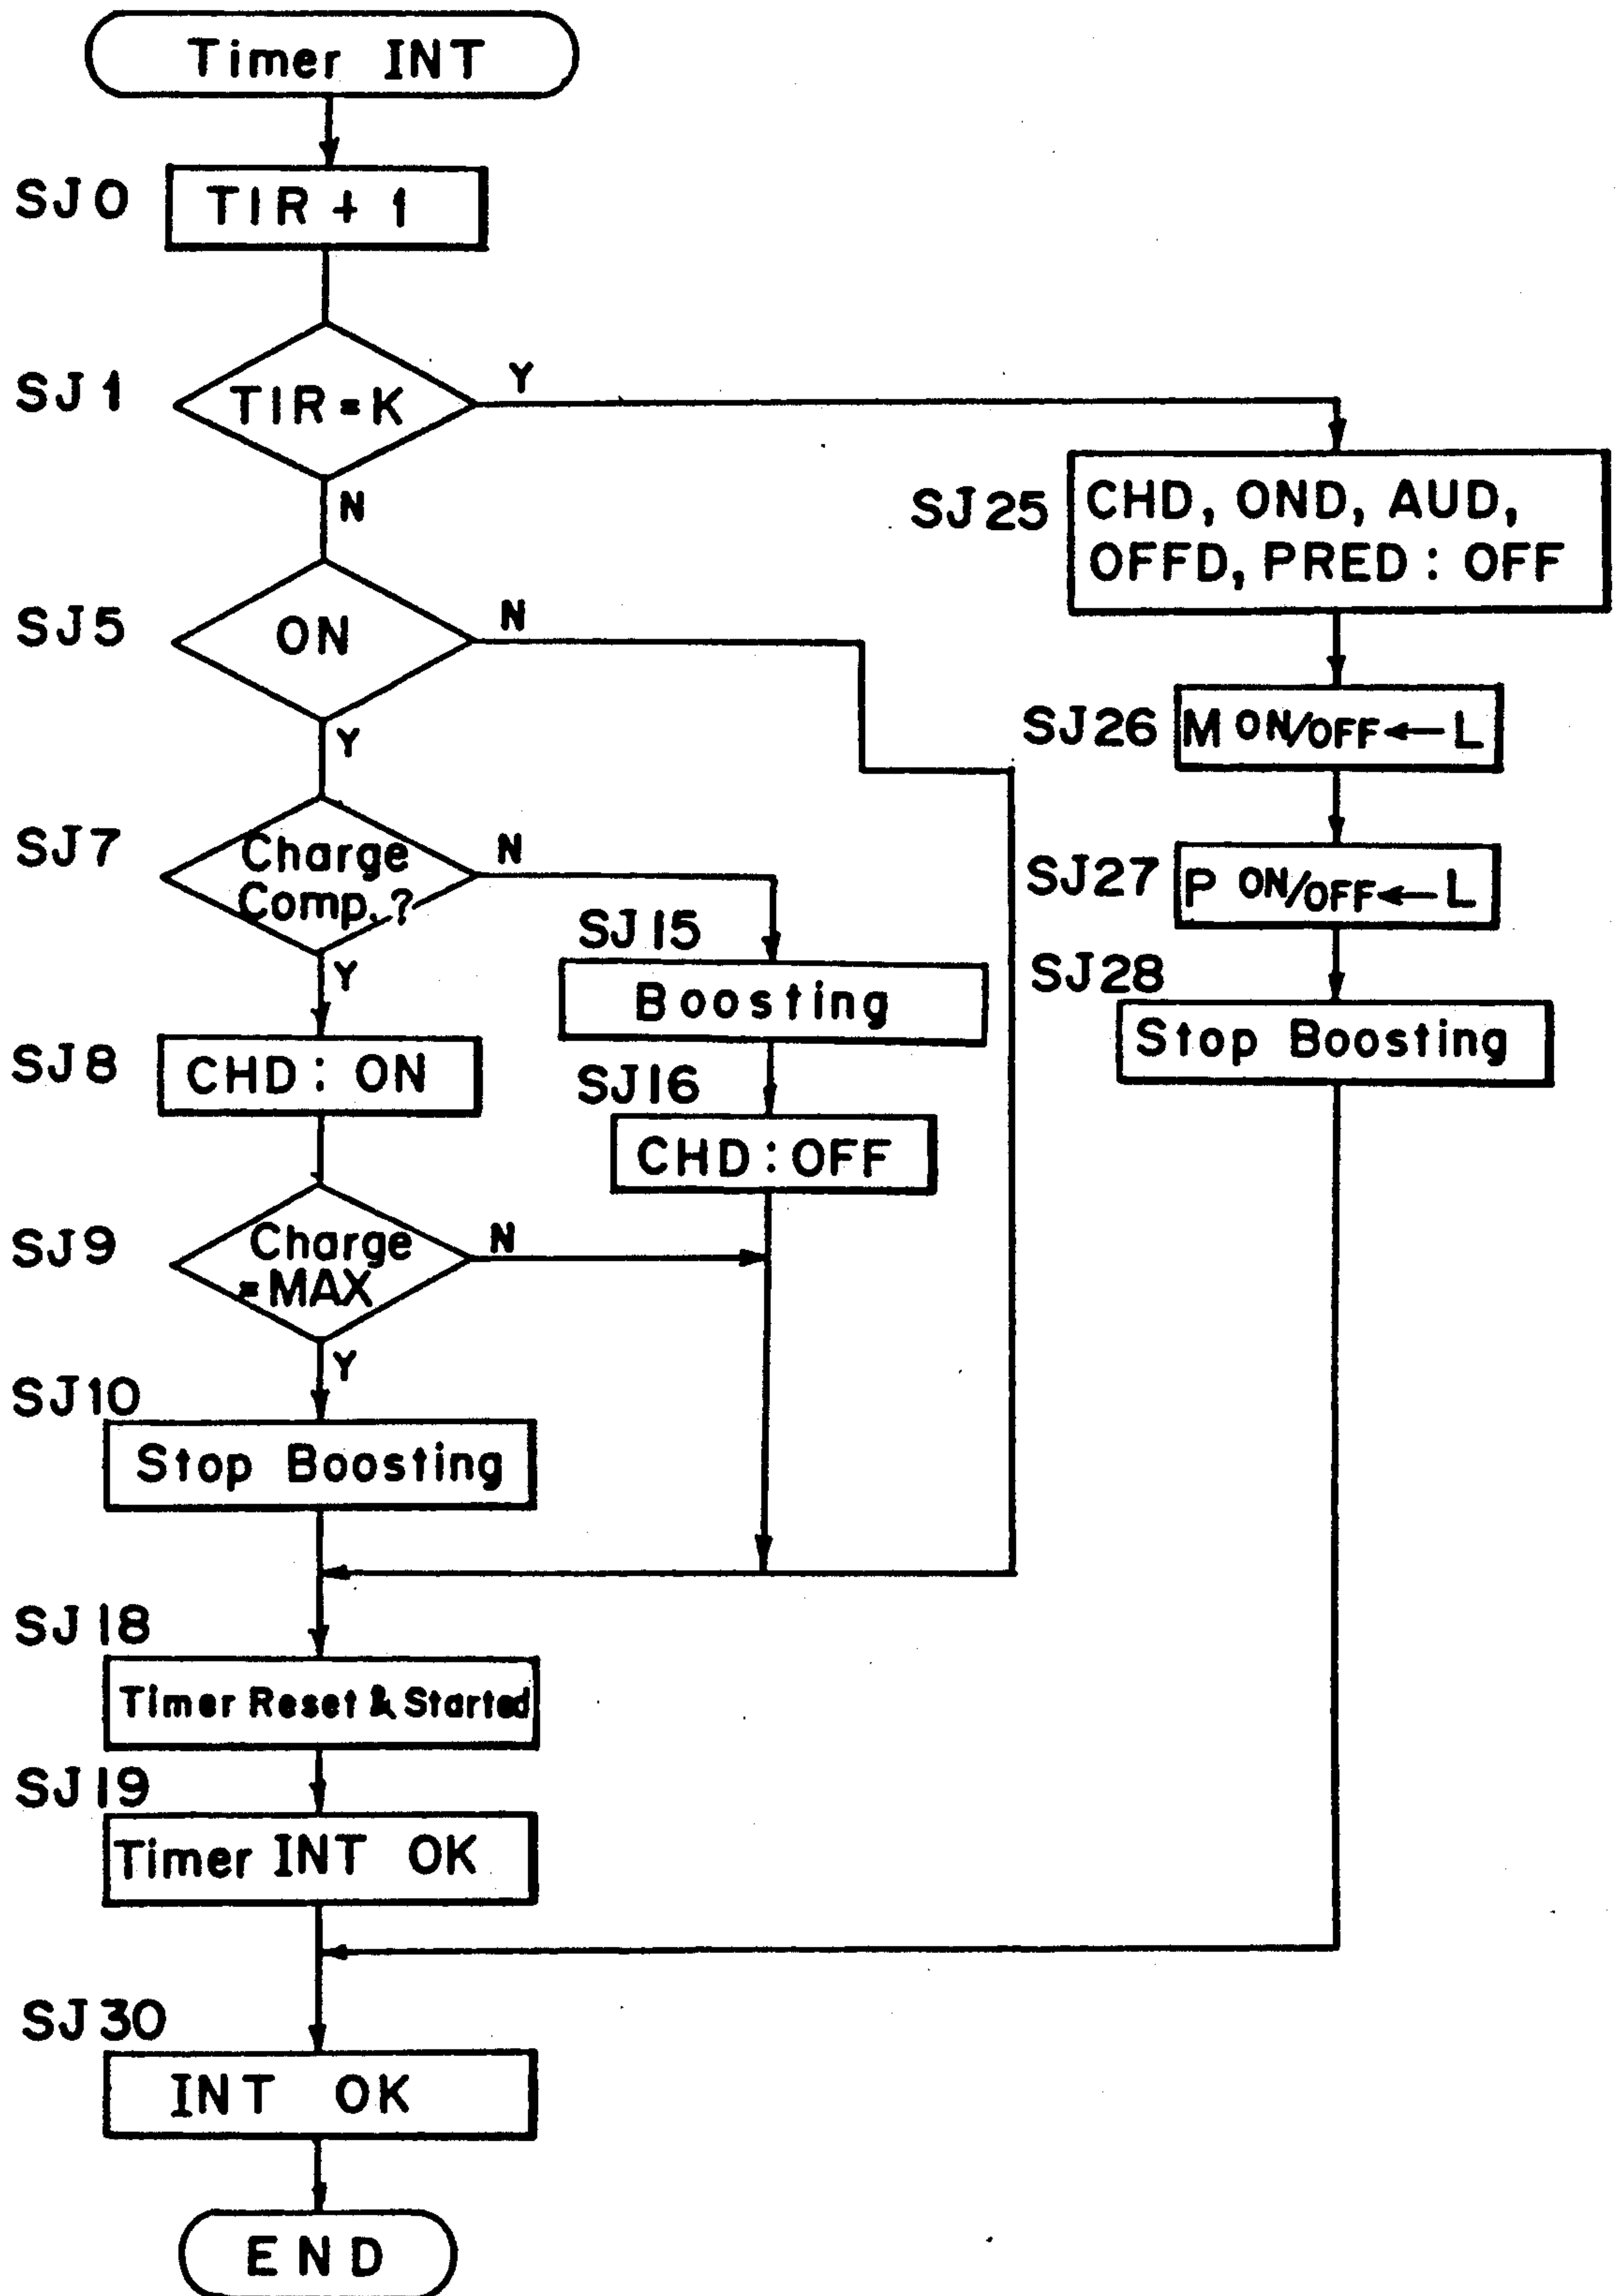 Timer INT
SJ0
TIR + 1
SJ1
TIR = K
Y
N
SJ5
ON
N
Y
SJ7
Charge
Comp. ?
N
Y
SJ8
CHD : ON
SJ9
Charge
= MAX
N
Y
SJ10
Stop Boosting
SJ15
Boosting
SJ16
CHD : OFF
SJ18
Timer Reset & Started
SJ19
Timer INT OK
SJ25
CHD, OND, AUD,
OFFD, PRED : OFF
SJ26
M ON/OFF ← L
SJ27
P ON/OFF ← L
SJ28
Stop Boosting
SJ30
INT OK
END